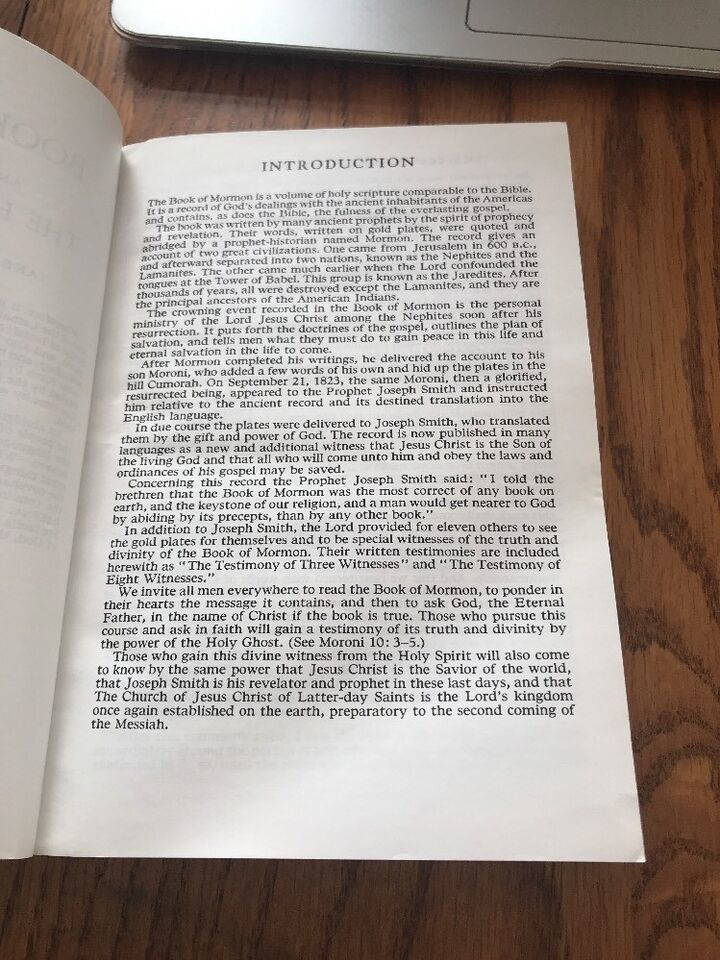 INTRODUCTION
The Book of Mormon is a volume of holy scripture comparable to the Bible.
It is a record of God's dealings with the ancient inhabitants of the Americas
and contains, as does the Bible, the fulness of the everlasting gospel.
The book was written by many ancient prophets by the spirit of prophecy
and revelation. Their words, written on gold plates, were quoted and
abridged by a prophet-historian named Mormon. The record gives an
account of two great civilizations. One came from Jerusalem in 600 B.C.,
and afterward separated into two nations, known as the Nephites and the
Lamanites. The other came much earlier when the Lord confounded the
tongues at the Tower of Babel. This group is known as the Jaredites. After
thousands of years, all were destroyed except the Lamanites, and they are
the principal ancestors of the American Indians.
The crowning event recorded in the Book of Mormon is the personal
ministry of the Lord Jesus Christ among the Nephites soon after his
resurrection. It puts forth the doctrines of the gospel, outlines the plan of
salvation, and tells men what they must do to gain peace in this life and
eternal salvation in the life to come.
After Mormon completed his writings, he delivered the account to his
son Moroni, who added a few words of his own and hid up the plates in the
hill Cumorah. On September 21, 1823, the same Moroni, then a glorified,
resurrected being, appeared to the Prophet Joseph Smith and instructed
him relative to the ancient record and its destined translation into the
English language.
In due course the plates were delivered to Joseph Smith, who translated
them by the gift and power of God. The record is now published in many
languages as a new and additional witness that Jesus Christ is the Son of
the living God and that all who will come unto him and obey the laws and
ordinances of his gospel may be saved.
Concerning this record the Prophet Joseph Smith said: "I told the
brethren that the Book of Mormon was the most correct of any book on
earth, and the keystone of our religion, and a man would get nearer to God
by abiding by its precepts, than by any other book."
In addition to Joseph Smith, the Lord provided for eleven others to see
the gold plates for themselves and to be special witnesses of the truth and
divinity of the Book of Mormon. Their written testimonies are included
herewith as "The Testimony of Three Witnesses" and "The Testimony of
Eight Witnesses."
We invite all men everywhere to read the Book of Mormon, to ponder in
their hearts the message it contains, and then to ask God, the Eternal
Father, in the name of Christ if the book is true. Those who pursue this
course and ask in faith will gain a testimony of its truth and divinity by
the power of the Holy Ghost. (See Moroni 10: 3–5.)
Those who gain this divine witness from the Holy Spirit will also come
to know by the same power that Jesus Christ is the Savior of the world,
that Joseph Smith is his revelator and prophet in these last days, and that
The Church of Jesus Christ of Latter-day Saints is the Lord's kingdom
once again established on the earth, preparatory to the second coming of
the Messiah.